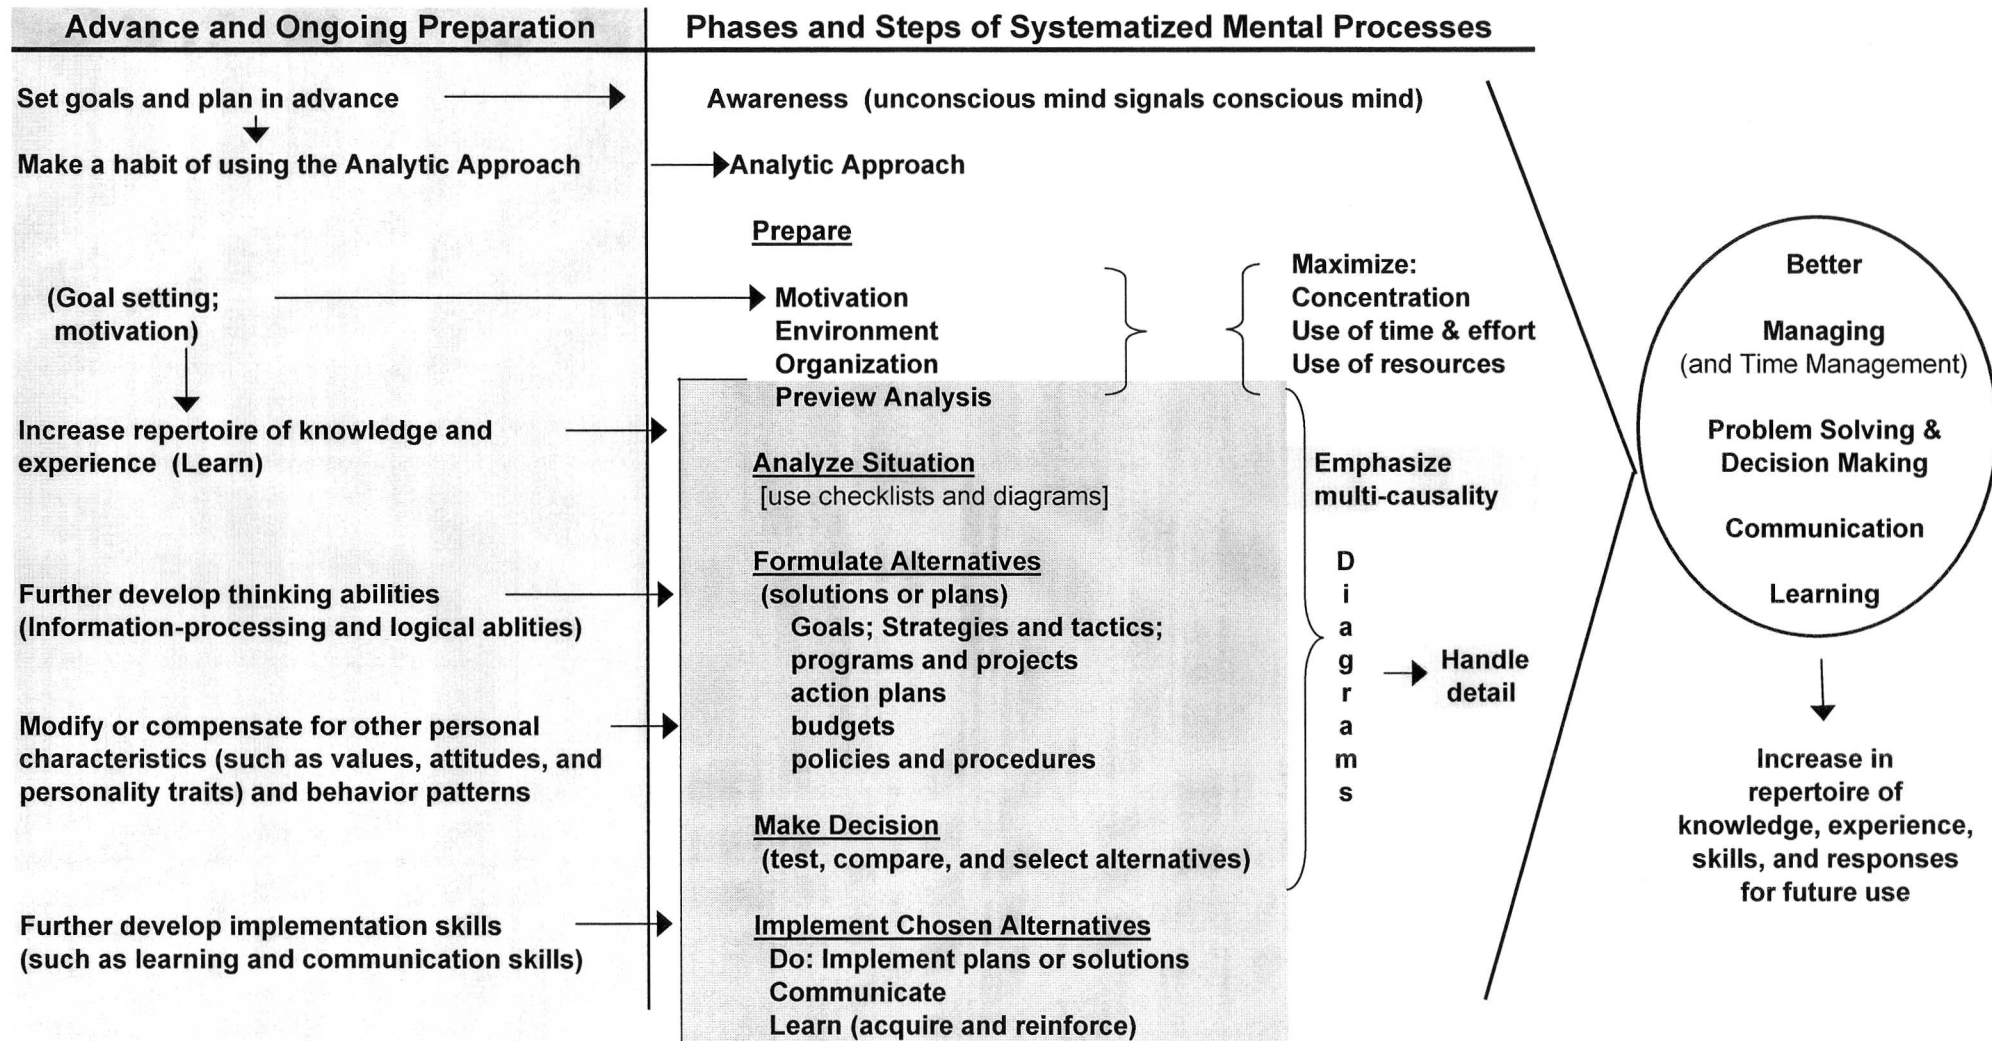 Advance and Ongoing Preparation
Set goals and plan in advance
Make a habit of using the Analytic Approach
(Goal setting;
motivation)
Increase repertoire of knowledge and
experience (Learn)
Further develop thinking abilities
(Information-processing and logical ablities)
Modify or compensate for other personal
characteristics (such as values, attitudes, and
personality traits) and behavior patterns
Further develop implementation skills
(such as learning and communication skills)
Phases and Steps of Systematized Mental Processes
Awareness (unconscious mind signals conscious mind)
Analytic Approach
Prepare
Motivation
Environment
Organization
Preview Analysis
Maximize:
Concentration
Use of time & effort
Use of resources
Analyze Situation
[use checklists and diagrams]
Emphasize
multi-causality
Formulate Alternatives
(solutions or plans)
Goals; Strategies and tactics;
programs and projects
action plans
budgets
policies and procedures
Make Decision
(test, compare, and select alternatives)
Diagrams
Handle
detail
Implement Chosen Alternatives
Do: Implement plans or solutions
Communicate
Learn (acquire and reinforce)
Better
Managing
(and Time Management)
Problem Solving &
Decision Making
Communication
Learning
Increase in
repertoire of
knowledge, experience,
skills, and responses
for future use